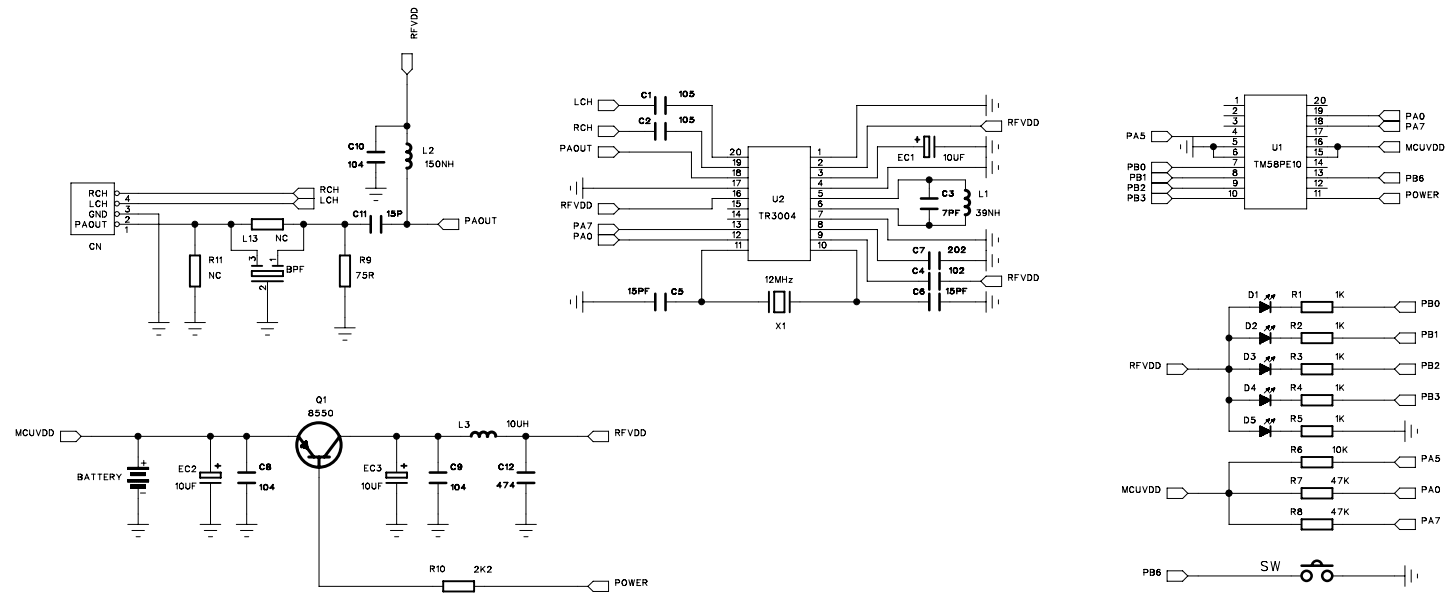 RFVDD
C10
104
L2
150NH
RCH
LCH
GND
PAOUT
4
3
2
1
CN
RCH
LCH
C11 15P
PAOUT
L13 NC
3 1
BPF
2
R11
NC
R9
75R
LCH
C1 105
RCH
C2 105
PAOUT
RFVDD
PA7
PA0
20
19
18
17
16
15
14
13
12
11
U2
TR3004
1
2
3
4
5
6
7
8
9
10
RFVDD
+
EC1 10UF
C3
7PF
L1
39NH
C7 202
C4 102
RFVDD
C6 15PF
15PF C5
12MHz
X1
PA5
PB0
PB1
PB2
PB3
1
2
3
4
5
6
7
8
9
10
U1
TM58PE10
20
19
18
17
16
15
14
13
12
11
PA0
PA7
MCUVDD
PB6
POWER
D1 R1 1K PB0
D2 R2 1K PB1
RFVDD D3 R3 1K PB2
D4 R4 1K PB3
D5 R5 1K
R6 10K PA5
MCUVDD R7 47K PA0
R8 47K PA7
PB6 SW
Q1
8550
MCUVDD
BATTERY
+
-
EC2
+
10UF
C8
104
EC3
+
10UF
C9
104
L3 10UH
C12
474
RFVDD
R10 2K2
POWER